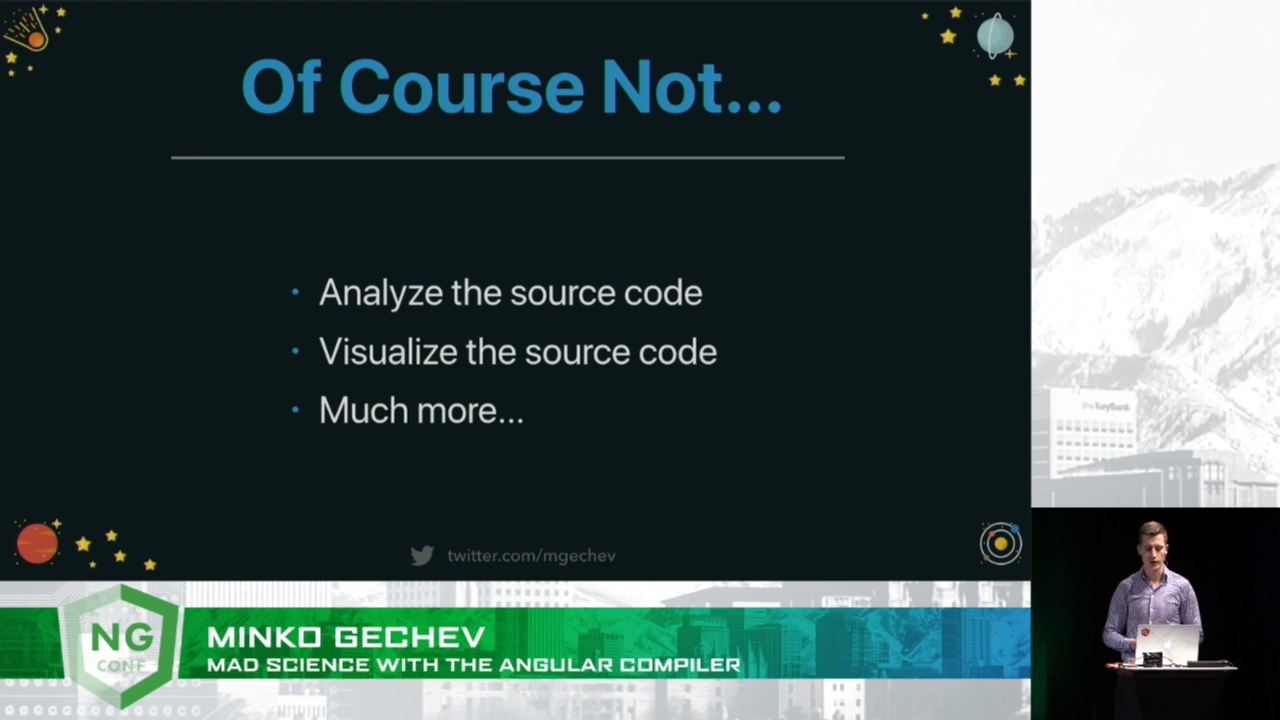 Of Course Not...
• Analyze the source code
• Visualize the source code
• Much more...
twitter.com/mgechev
KeyBank
NG
CONF
MINKO GECHEV
MAD SCIENCE WITH THE ANGULAR COMPILER